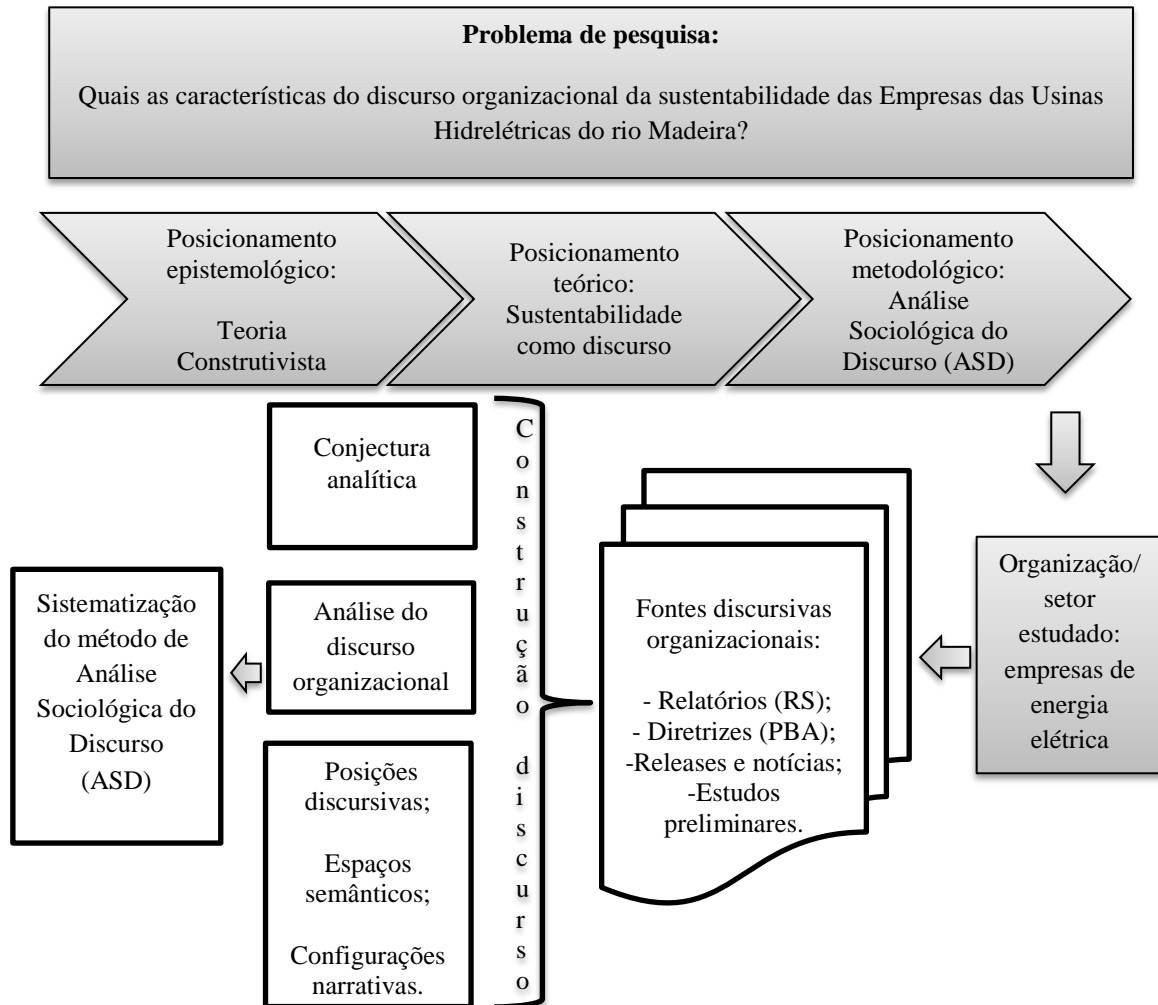 Problema de pesquisa:
Quais as características do discurso organizacional da sustentabilidade das Empresas das Usinas
Hidrelétricas do rio Madeira?
Posicionamento
epistemológico:
Teoria
Construtivista
Posicionamento
teórico:
Sustentabilidade
como discurso
Posicionamento
metodológico:
Análise
Sociológica do
Discurso (ASD)
Organização/
setor
estudado:
empresas de
energia
elétrica
Fontes discursivas
organizacionais:
- Relatórios (RS);
- Diretrizes (PBA);
-Releases e notícias;
-Estudos
preliminares.
C
o
n
s
t
r
u
ç
ã
o
d
i
s
c
u
r
s
o
Conjectura
analítica
Análise do
discurso
organizacional
Posições
discursivas;
Espaços
semânticos;
Configurações
narrativas.
Sistematização
do método de
Análise
Sociológica do
Discurso
(ASD)